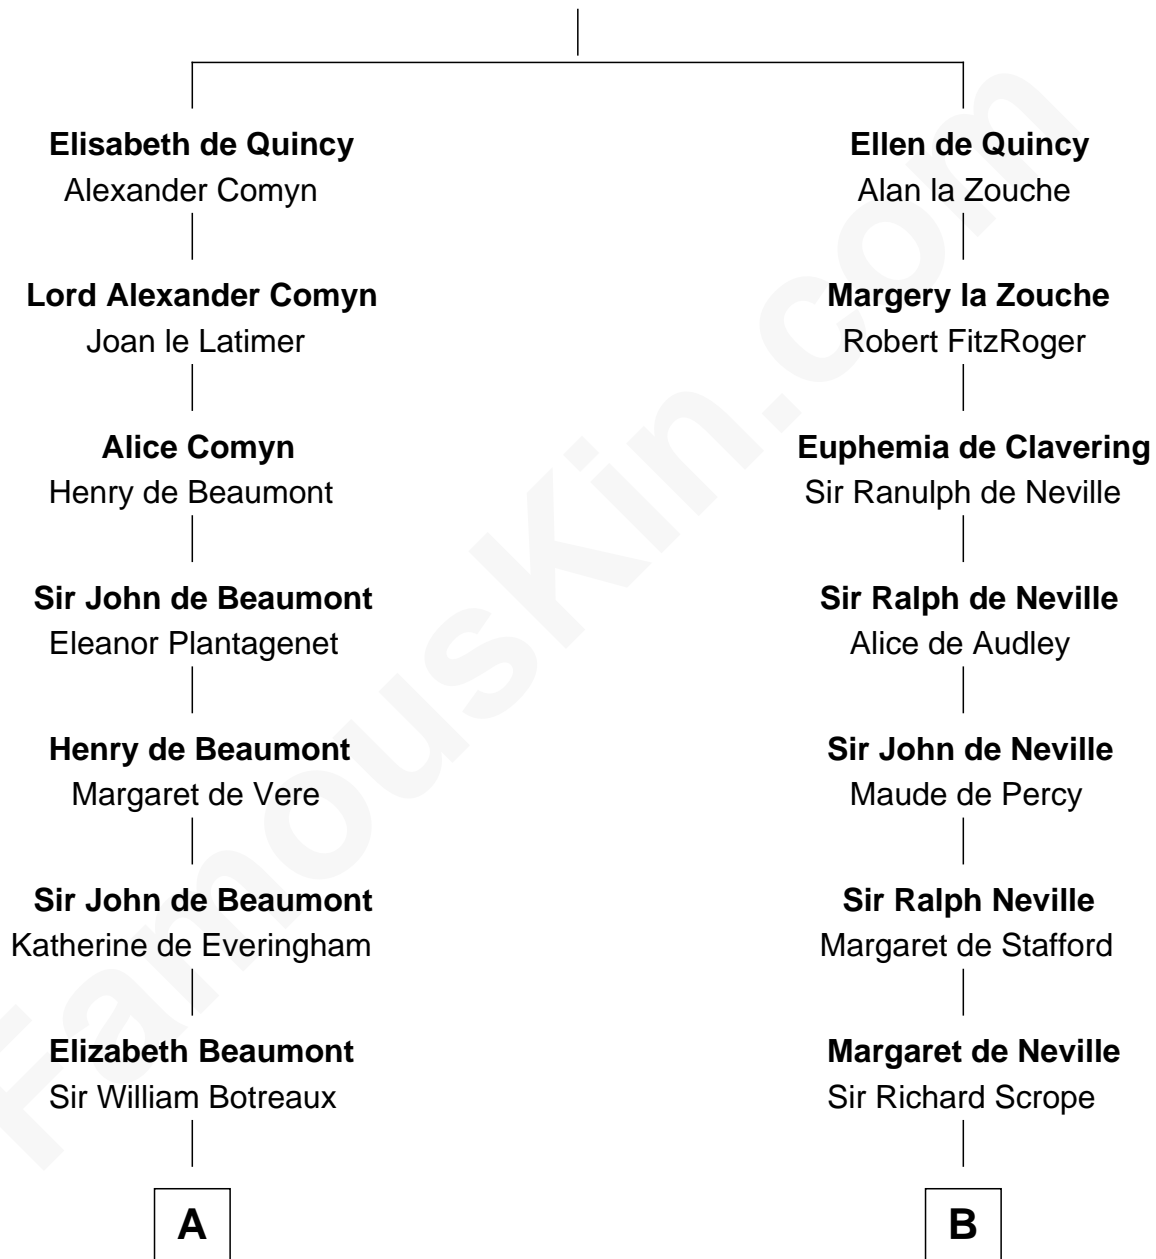 Elisabeth de Quincy
Alexander Comyn
Lord Alexander Comyn
Joan le Latimer
Alice Comyn
Henry de Beaumont
Sir John de Beaumont
Eleanor Plantagenet
Henry de Beaumont
Margaret de Vere
Sir John de Beaumont
Katherine de Everingham
Elizabeth Beaumont
Sir William Botreaux
A
Ellen de Quincy
Alan la Zouche
Margery la Zouche
Robert FitzRoger
Euphemia de Clavering
Sir Ranulph de Neville
Sir Ralph de Neville
Alice de Audley
Sir John de Neville
Maude de Percy
Sir Ralph Neville
Margaret de Stafford
Margaret de Neville
Sir Richard Scrope
B
FamousKin.com